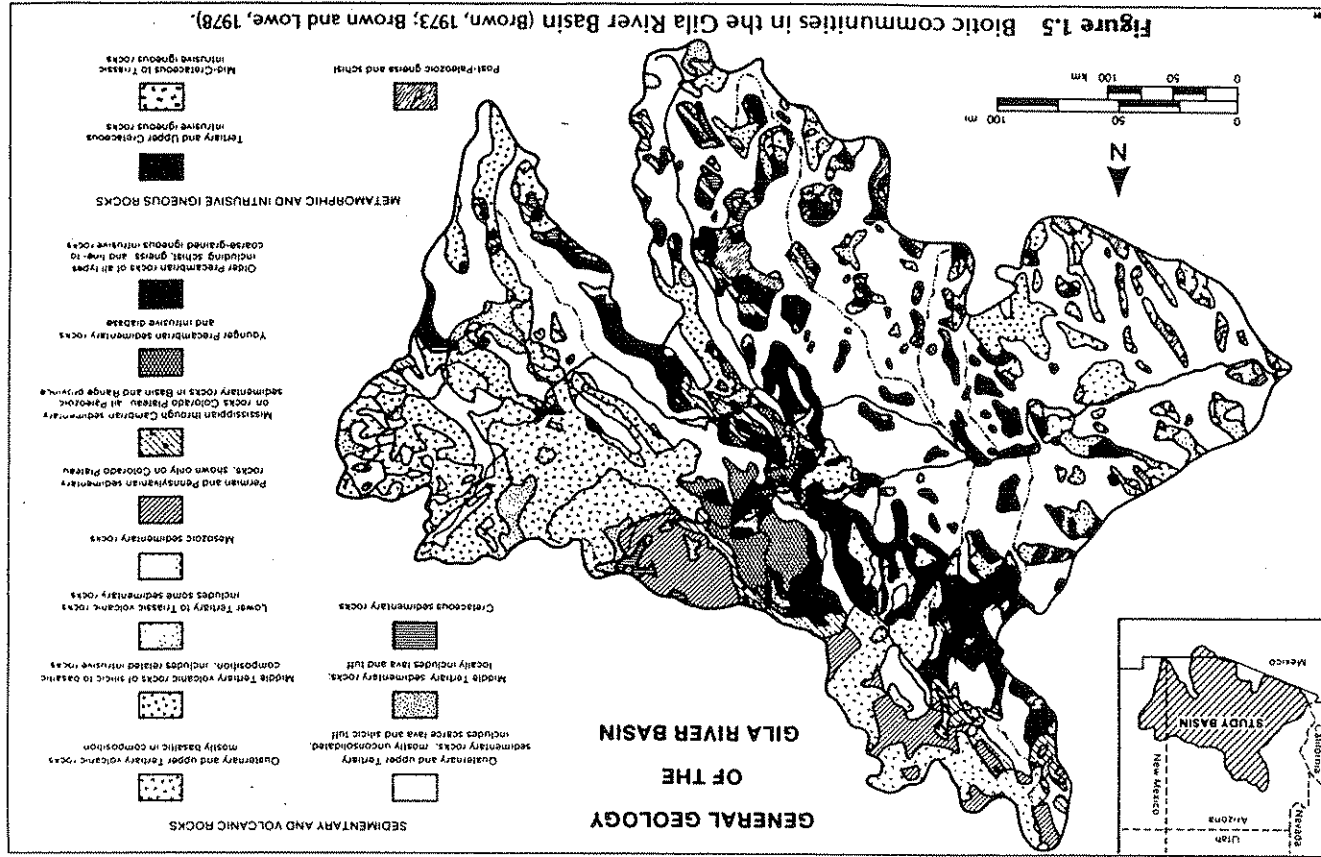 GENERAL GEOLOGY
OF THE
GILA RIVER BASIN
Utah
Nevada
Arizona
New Mexico
California
STUDY BASIN
Mexico
SEDIMENTARY AND VOLCANIC ROCKS
Quaternary and upper Tertiary
sedimentary rocks, mostly unconsolidated,
includes scarce lava and silicic tuff
Middle Tertiary sedimentary rocks,
locally includes lava and tuff
Cretaceous sedimentary rocks
Quaternary and upper Tertiary volcanic rocks
mostly basaltic in composition
Middle Tertiary volcanic rocks of silicic to basaltic
composition, includes related intrusive rocks
Lower Tertiary to Triassic volcanic rocks
includes some sedimentary rocks
Mesozoic sedimentary rocks
Permian and Pennsylvanian sedimentary
rocks, shown only on Colorado Plateau
Mississippian through Cambrian sedimentary
on rocks Colorado Plateau, all Paleozoic
sedimentary rocks in Basin and Range province
Younger Precambrian sedimentary rocks
and intrusive diabase
Older Precambrian rocks of all types
including schist, gneiss, and fine- to
coarse-grained igneous intrusive rocks
METAMORPHIC AND INTRUSIVE IGNEOUS ROCKS
Tertiary and Upper Cretaceous
intrusive igneous rocks
Mid-Cretaceous to Triassic
intrusive igneous rocks
Post-Paleozoic gneiss and schist
N
0 50 100 mi
0 50 100 km
Figure 1.5 Biotic communities in the Gila River Basin (Brown, 1973; Brown and Lowe, 1978).